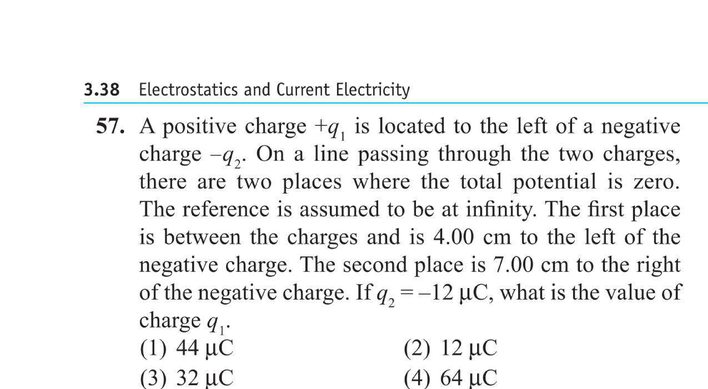 3.38 Electrostatics and Current Electricity
57. A positive charge +q₁ is located to the left of a negative
charge –q₂. On a line passing through the two charges,
there are two places where the total potential is zero.
The reference is assumed to be at infinity. The first place
is between the charges and is 4.00 cm to the left of the
negative charge. The second place is 7.00 cm to the right
of the negative charge. If q₂ = –12 μC, what is the value of
charge q₁.
(1) 44 μC (2) 12 μC
(3) 32 μC (4) 64 μC